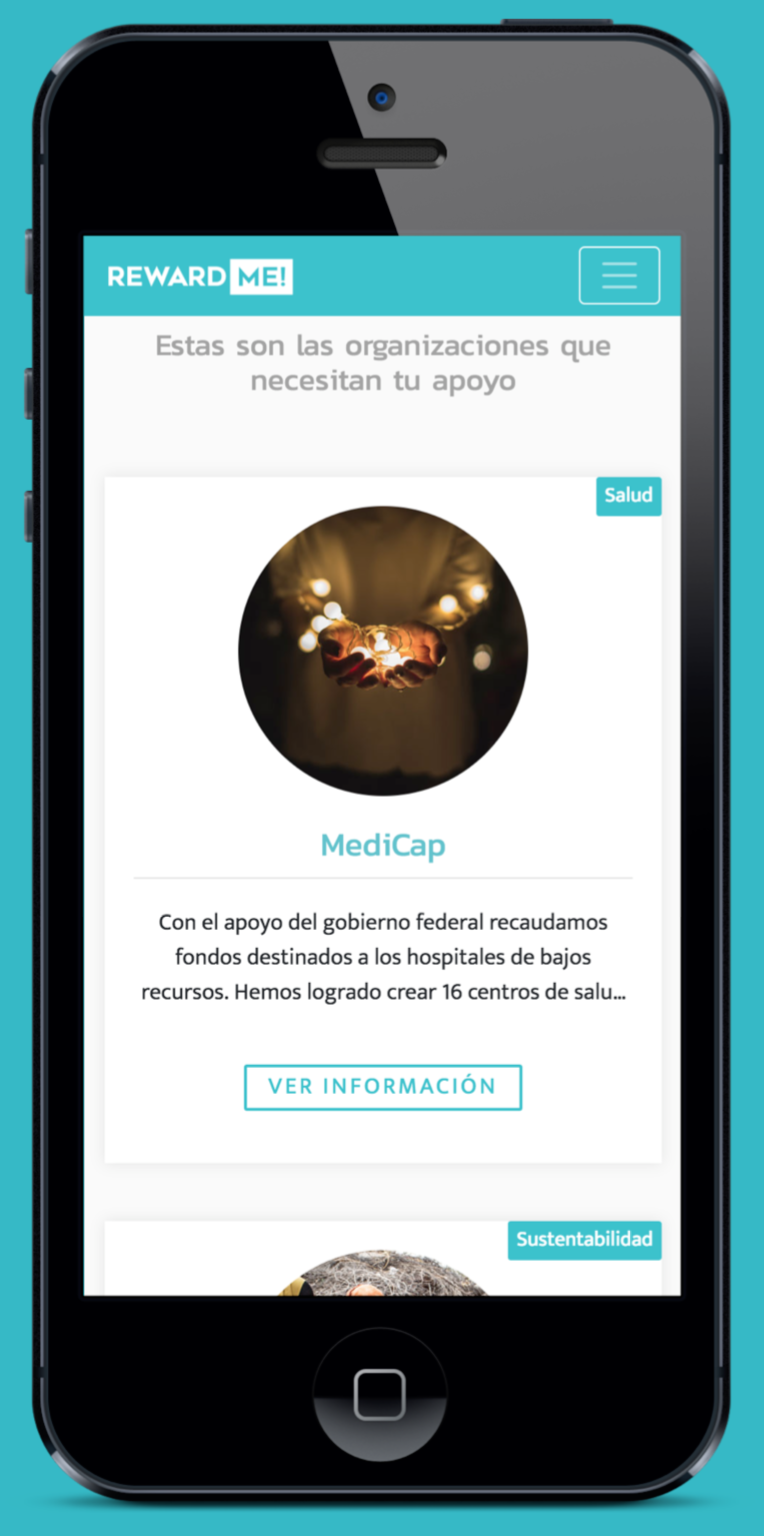 REWARD ME!
Estas son las organizaciones que
necesitan tu apoyo
Salud
MediCap
Con el apoyo del gobierno federal recaudamos
fondos destinados a los hospitales de bajos
recursos. Hemos logrado crear 16 centros de salu...
VER INFORMACIÓN
Sustentabilidad